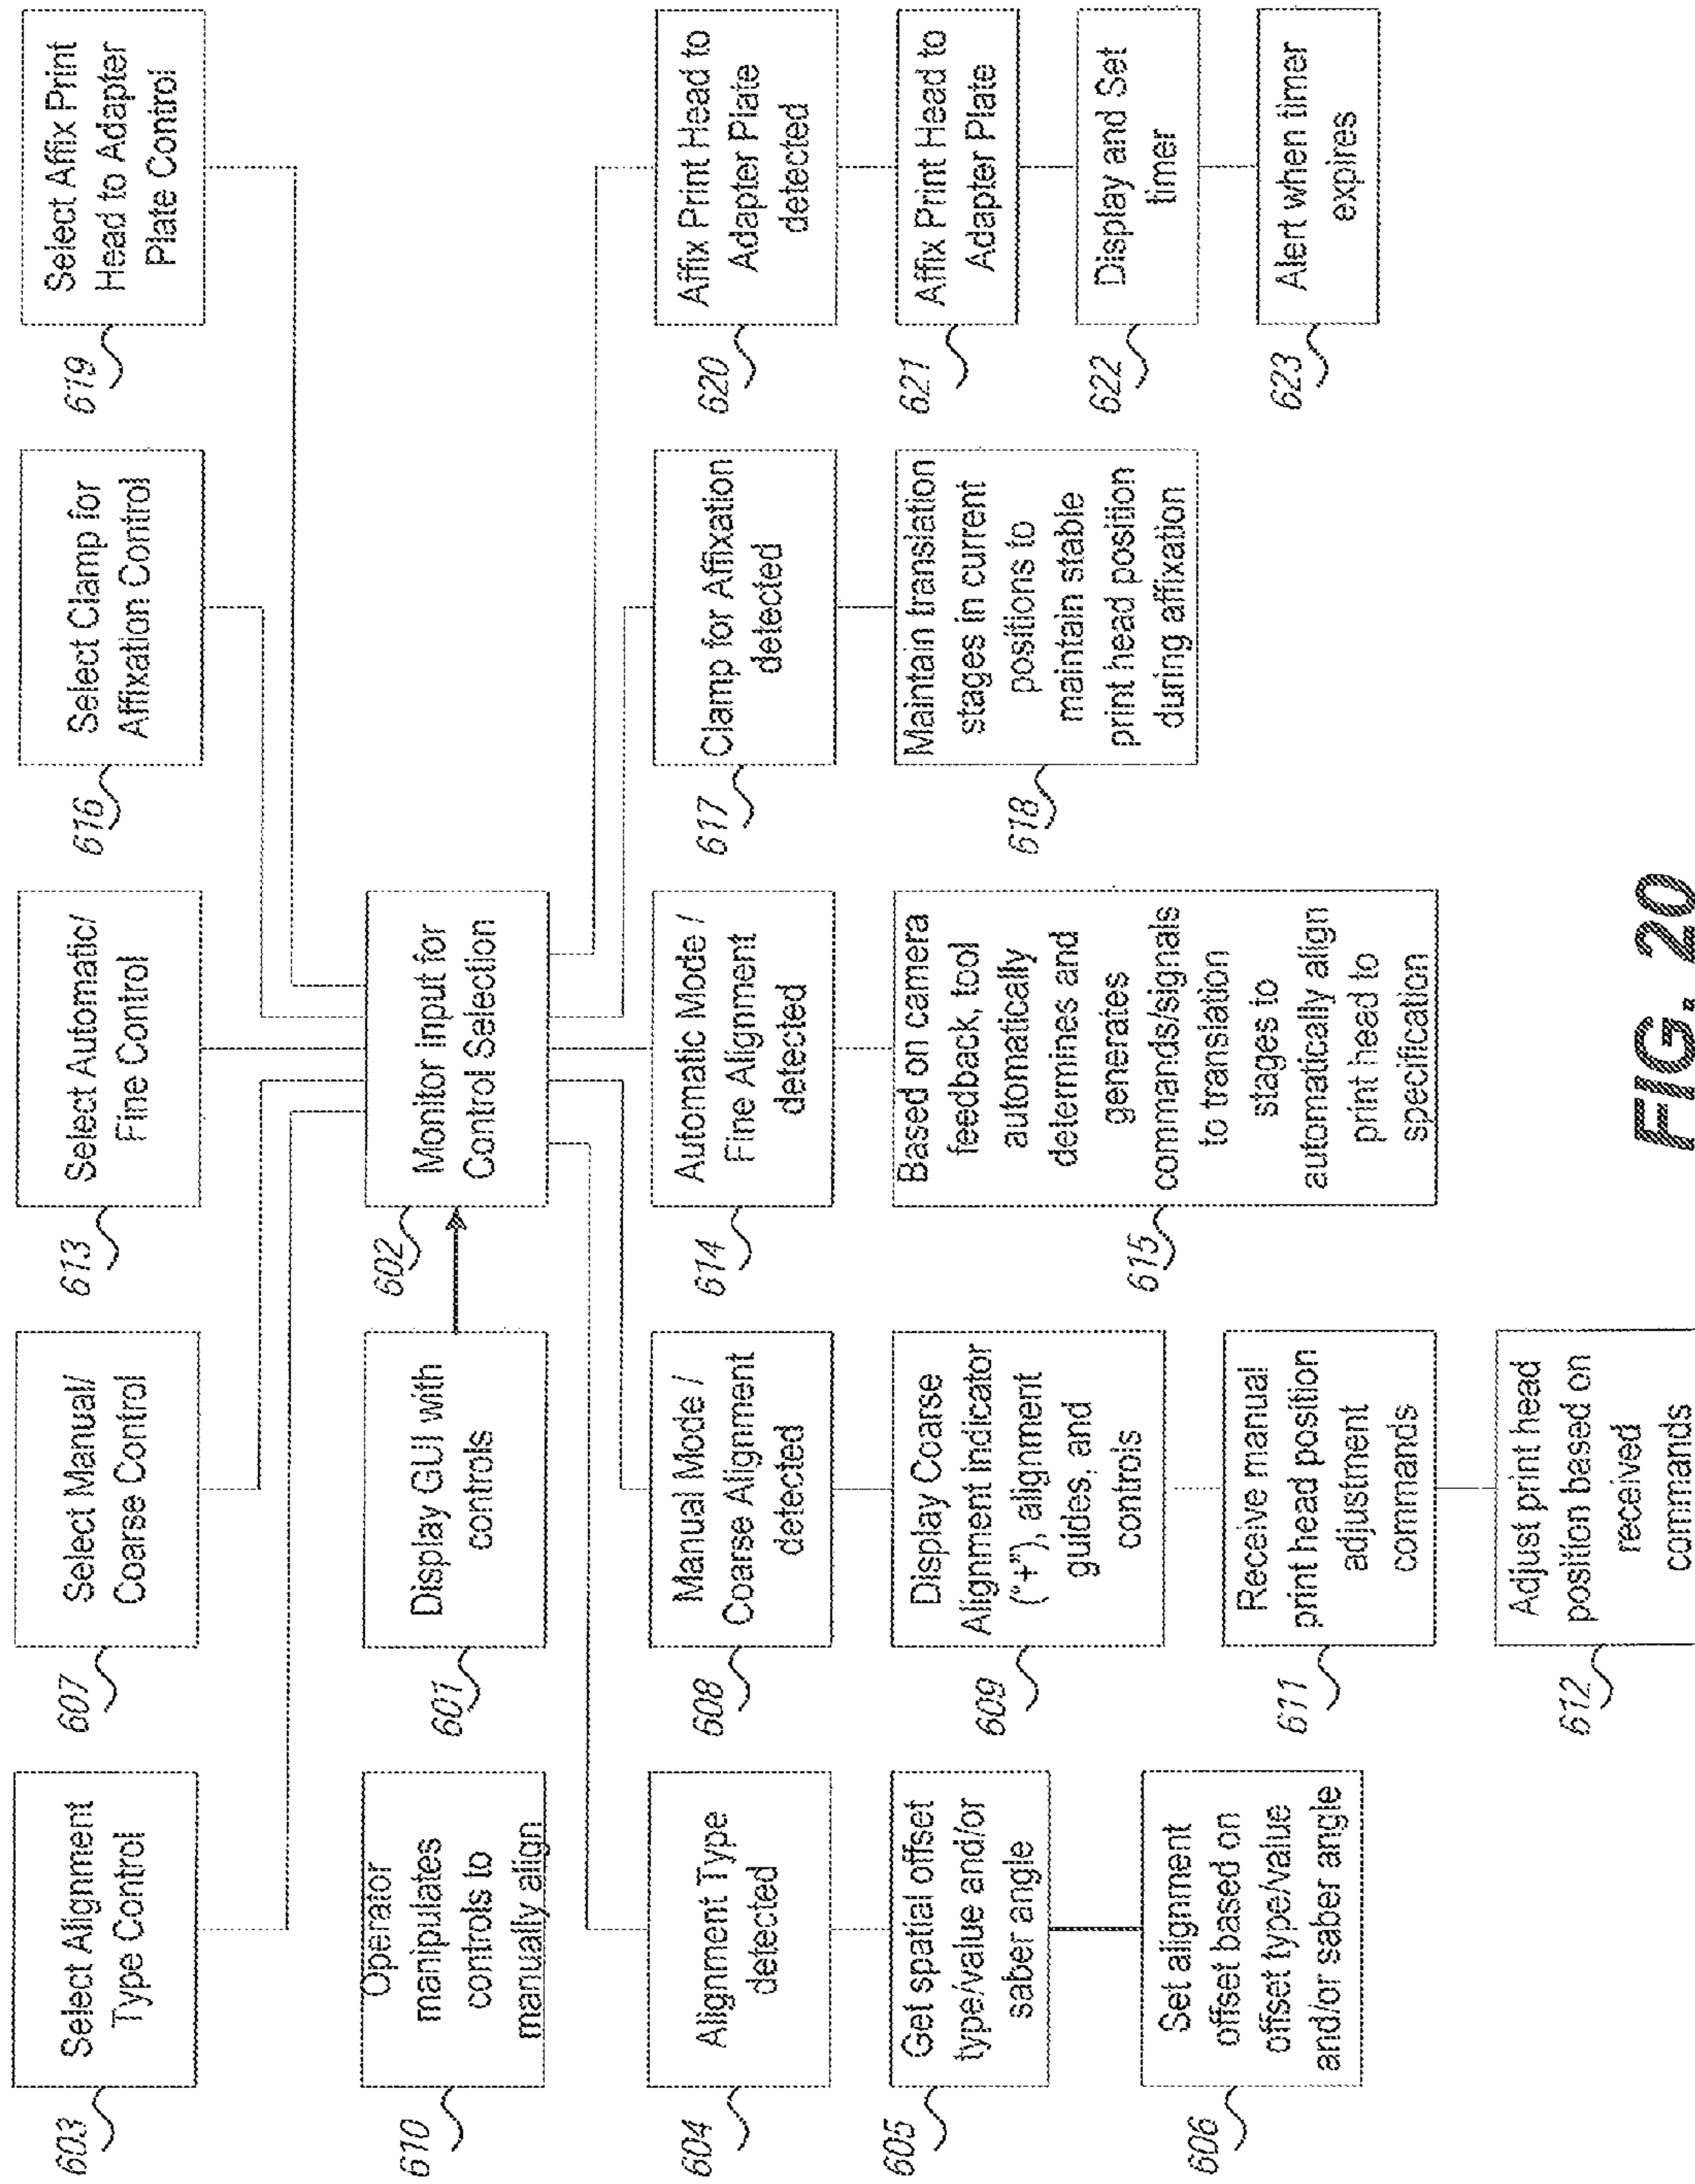 603
Select Alignment
Type Control
607
Select Manual/
Coarse Control
613
Select Automatic/
Fine Control
616
Select Clamp for
Affixation Control
619
Select Affix Print
Head to Adapter
Plate Control
610
Operator
manipulates
controls to
manually align
601
Display GUI with
controls
602
Monitor input for
Control Selection
604
Alignment Type
detected
608
Manual Mode /
Coarse Alignment
detected
614
Automatic Mode /
Fine Alignment
detected
617
Clamp for Affixation
detected
620
Affix Print Head to
Adapter Plate
detected
605
Get spatial offset
type/value and/or
saber angle
609
Display Coarse
Alignment Indicator
("+"), alignment
guides, and
controls
615
Based on camera
feedback, tool
automatically
determines and
generates
commands/signals
to translation
stages to
automatically align
print head to
specification
618
Maintain translation
stages in current
positions to
maintain stable
print head position
during affixation
621
Affix Print Head to
Adapter Plate
606
Set alignment
offset based on
offset type/value
and/or saber angle
611
Receive manual
print head position
adjustment
commands
622
Display and Set
timer
612
Adjust print head
position based on
received
commands
623
Alert when timer
expires
FIG. 20